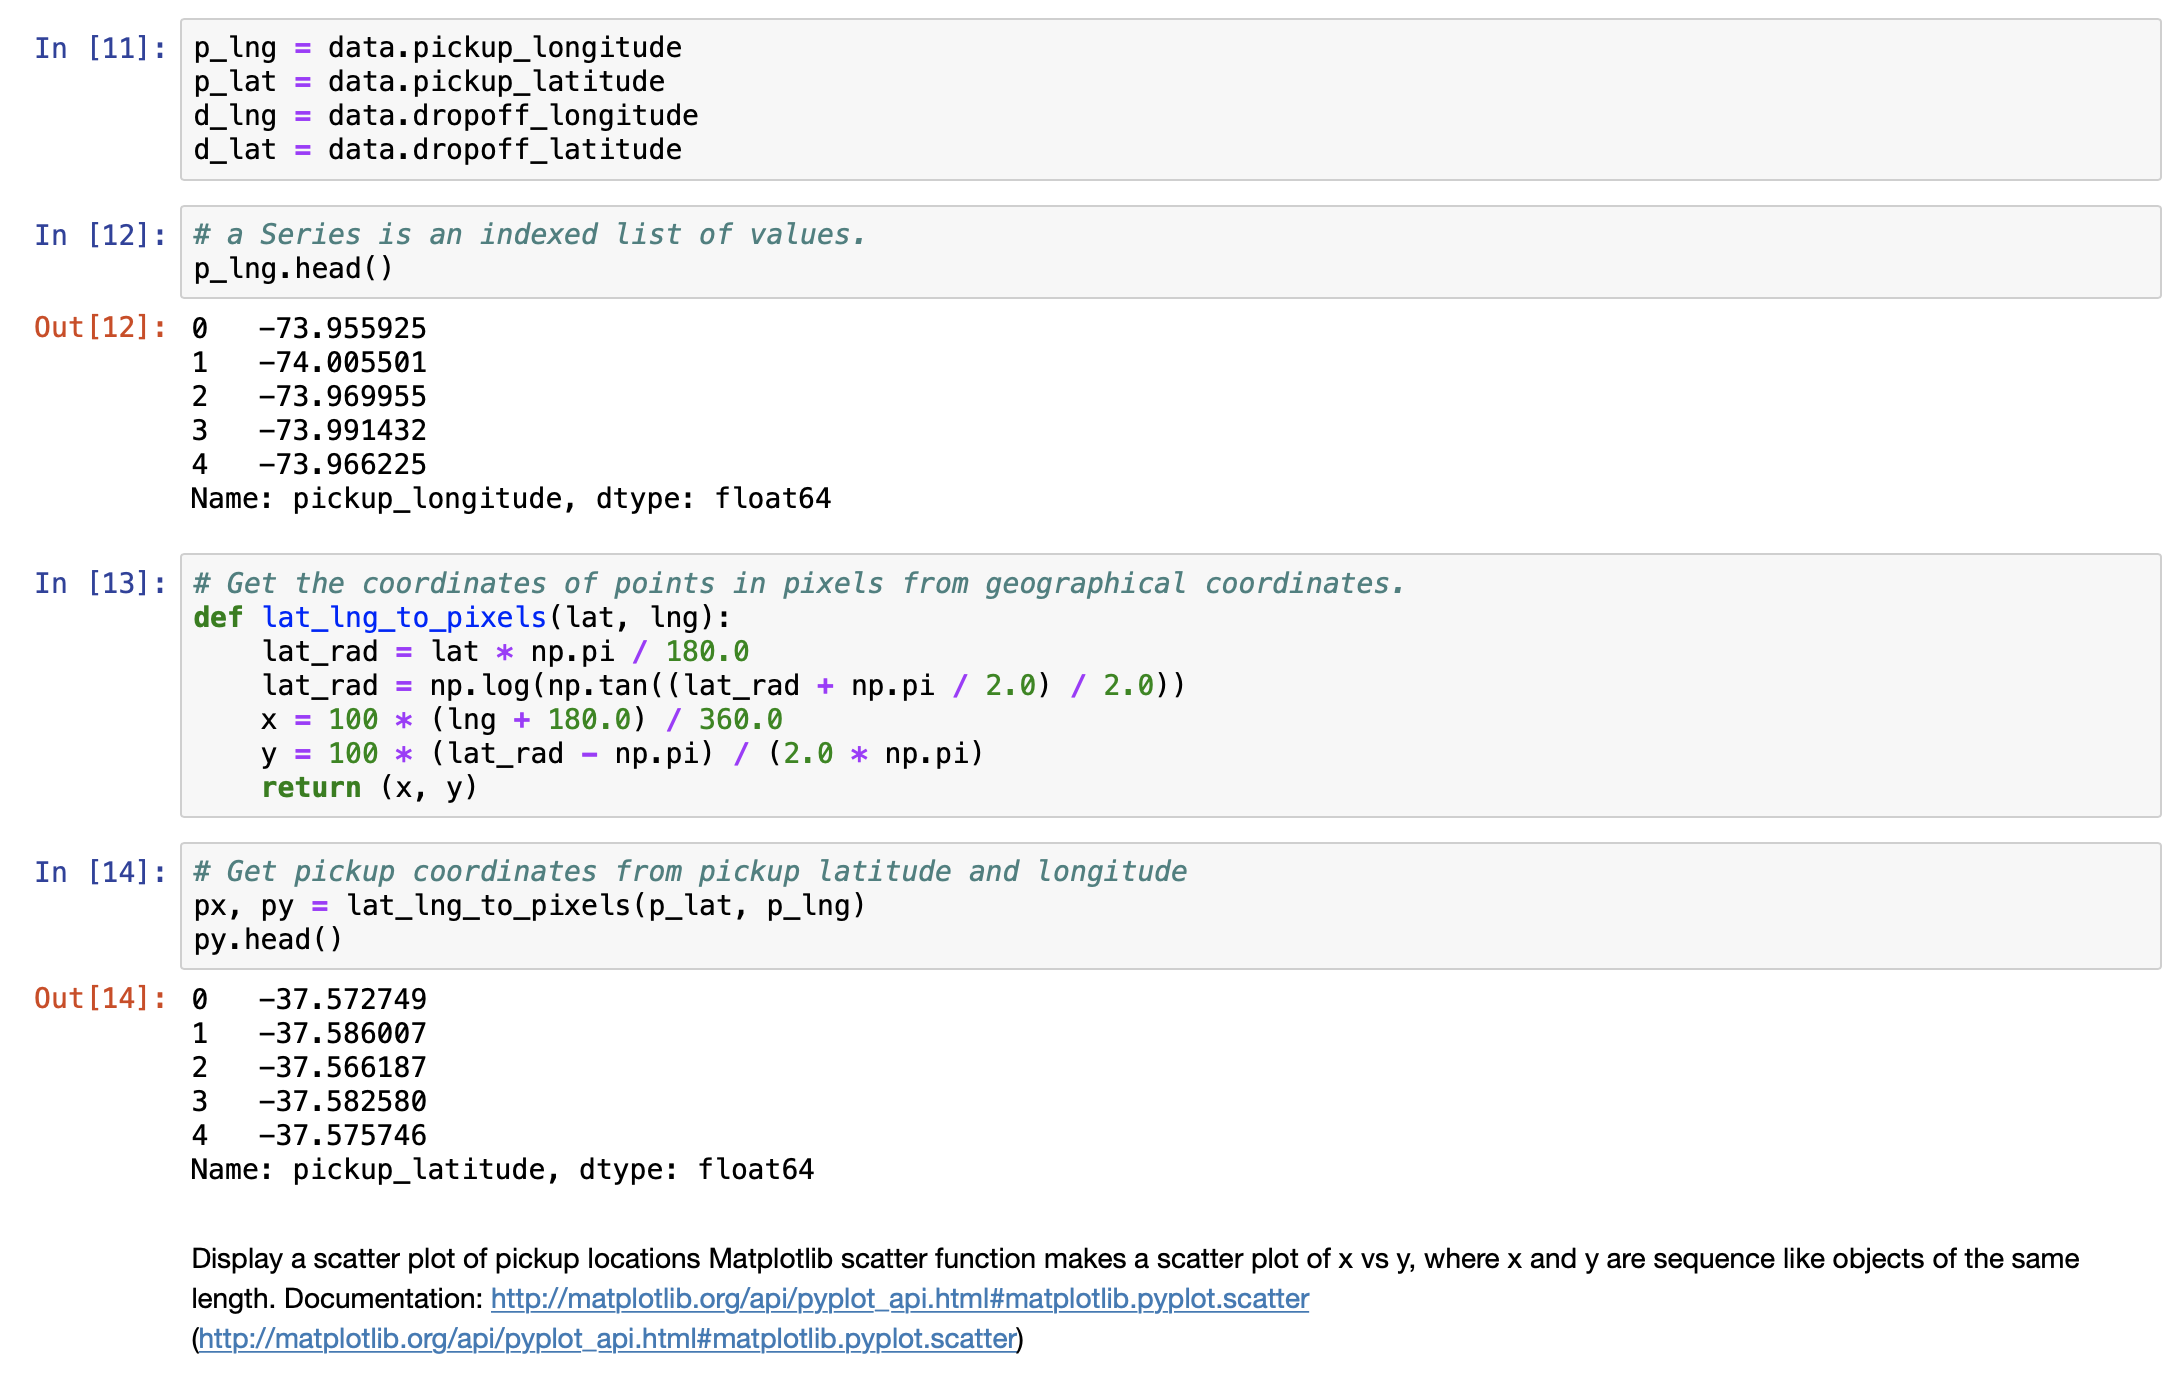 In [11]: p_lng = data.pickup_longitude
p_lat = data.pickup_latitude
d_lng = data.dropoff_longitude
d_lat = data.dropoff_latitude
In [12]: # a Series is an indexed list of values.
p_lng.head()
Out[12]: 0   -73.955925
1   -74.005501
2   -73.969955
3   -73.991432
4   -73.966225
Name: pickup_longitude, dtype: float64
In [13]: # Get the coordinates of points in pixels from geographical coordinates.
def lat_lng_to_pixels(lat, lng):
    lat_rad = lat * np.pi / 180.0
    lat_rad = np.log(np.tan((lat_rad + np.pi / 2.0) / 2.0))
    x = 100 * (lng + 180.0) / 360.0
    y = 100 * (lat_rad - np.pi) / (2.0 * np.pi)
    return (x, y)
In [14]: # Get pickup coordinates from pickup latitude and longitude
px, py = lat_lng_to_pixels(p_lat, p_lng)
py.head()
Out[14]: 0   -37.572749
1   -37.586007
2   -37.566187
3   -37.582580
4   -37.575746
Name: pickup_latitude, dtype: float64
Display a scatter plot of pickup locations Matplotlib scatter function makes a scatter plot of x vs y, where x and y are sequence like objects of the same
length. Documentation: http://matplotlib.org/api/pyplot_api.html#matplotlib.pyplot.scatter
(http://matplotlib.org/api/pyplot_api.html#matplotlib.pyplot.scatter)